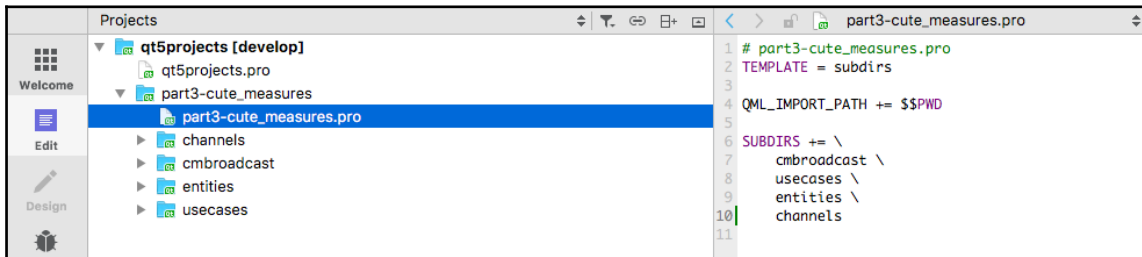 Projects
part3-cute_measures.pro
Welcome
Edit
Design
qt5projects [develop]
qt5projects.pro
part3-cute_measures
part3-cute_measures.pro
channels
cmbroadcast
entities
usecases
1 # part3-cute_measures.pro
2 TEMPLATE = subdirs
3
4 QML_IMPORT_PATH += $$PWD
5
6 SUBDIRS += \
7 cmbroadcast \
8 usecases \
9 entities \
10 channels
11